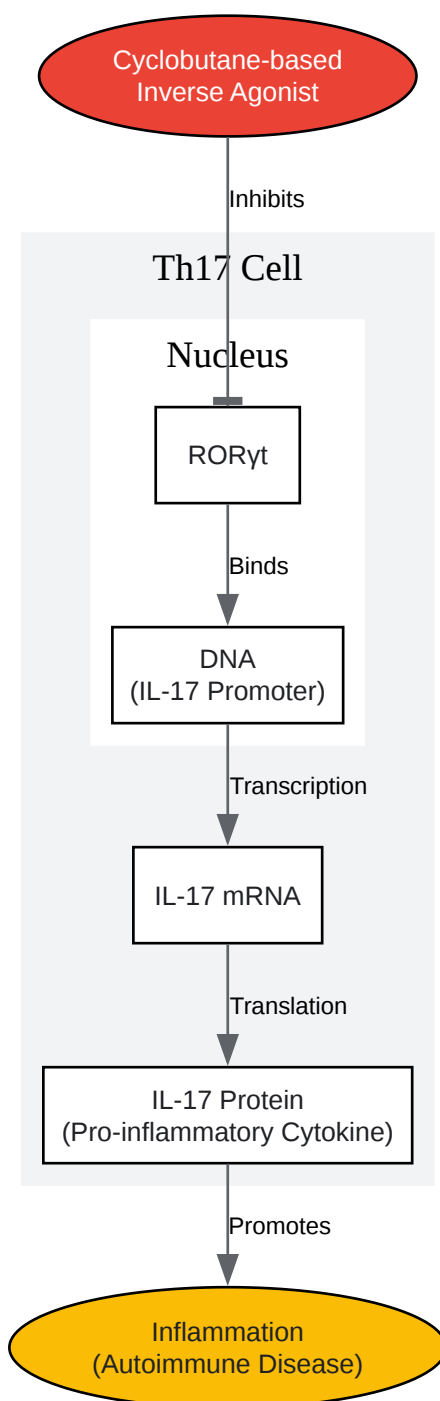 Cyclobutane-based
Inverse Agonist
Inhibits
Th17 Cell
Nucleus
RORγt
Binds
DNA
(IL-17 Promoter)
Transcription
IL-17 mRNA
Translation
IL-17 Protein
(Pro-inflammatory Cytokine)
Promotes
Inflammation
(Autoimmune Disease)